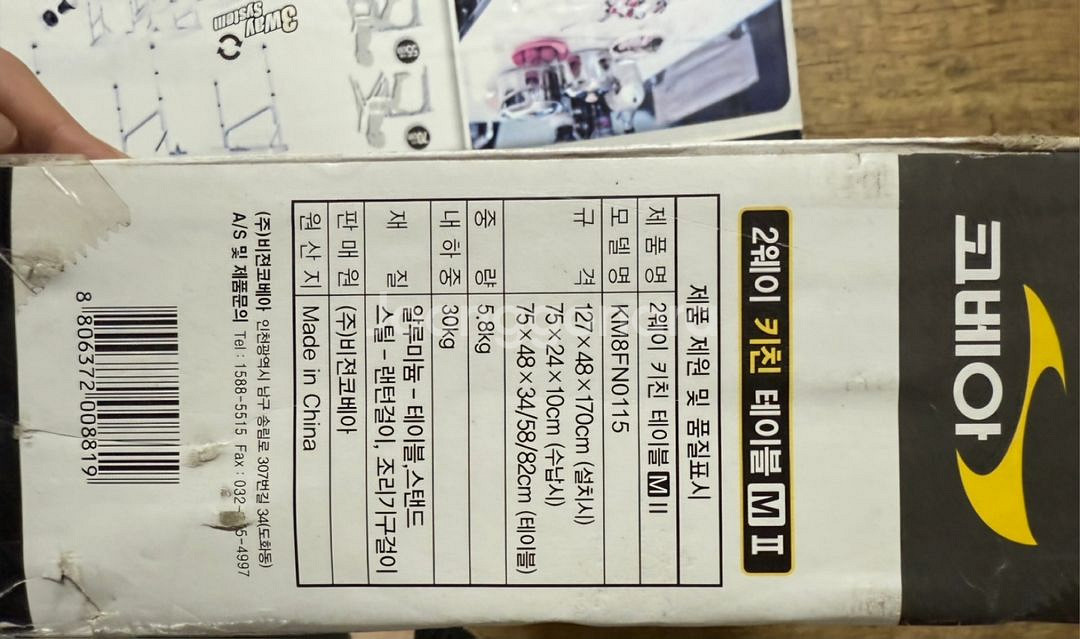 코베아
2웨이 키친 테이블 M II
제품 제원 및 품질표시
제품명 2웨이 키친 테이블 M II
모델명 KM8FN0115
규격 127×48×170cm (설치시)
75×24×10cm (수납시)
75×48×34/58/82cm (테이블)
중량 5.8kg
내하중 30kg
재질 알루미늄 – 테이블,스탠드
스틸 – 랜턴걸이, 조리기구걸이
판매원 (주)비전코베아
원산지 Made in China
(주)비전코베아 인천광역시 남구 송림로 307번길 34(도화동)
A/S 및 제품문의 Tel : 1588-5515 Fax : 032- 5-4997
8 806372 008819
3way
system